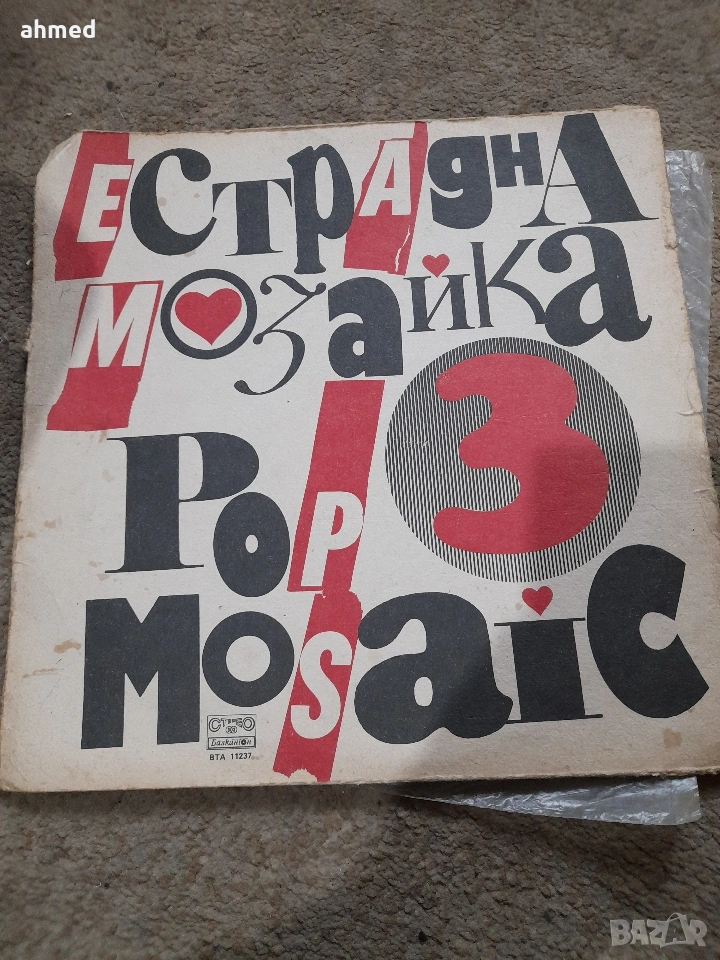 ahmed
ЕСТРАДНА
МОЗАЙКА
POP 3
MOSAIC
СТЕРЕО
Балкантон
ВТА 11237
BAZAR